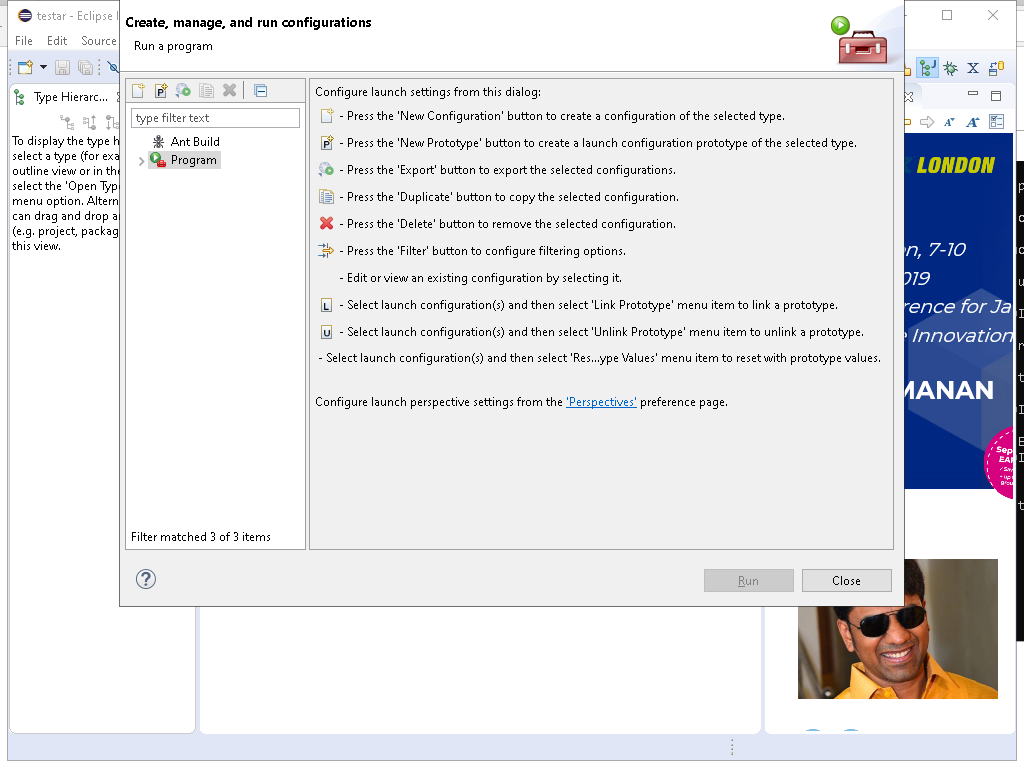 testar - Eclipse I
File Edit Source
Type Hierarc...
To display the type h
select a type (for exa
outline view or in the
select the 'Open Typ
menu option. Altern
can drag and drop a
(e.g. project, packag
this view.
Create, manage, and run configurations
Run a program
type filter text
Ant Build
Program
Filter matched 3 of 3 items
Configure launch settings from this dialog:
- Press the 'New Configuration' button to create a configuration of the selected type.
- Press the 'New Prototype' button to create a launch configuration prototype of the selected type.
- Press the 'Export' button to export the selected configurations.
- Press the 'Duplicate' button to copy the selected configuration.
- Press the 'Delete' button to remove the selected configuration.
- Press the 'Filter' button to configure filtering options.
- Edit or view an existing configuration by selecting it.
L - Select launch configuration(s) and then select 'Link Prototype' menu item to link a prototype.
U - Select launch configuration(s) and then select 'Unlink Prototype' menu item to unlink a prototype.
- Select launch configuration(s) and then select 'Res...ype Values' menu item to reset with prototype values.
Configure launch perspective settings from the 'Perspectives' preference page.
Run
Close
LONDON
n, 7-10
019
rence for Ja
e Innovation
MANAN
Sep
EAR